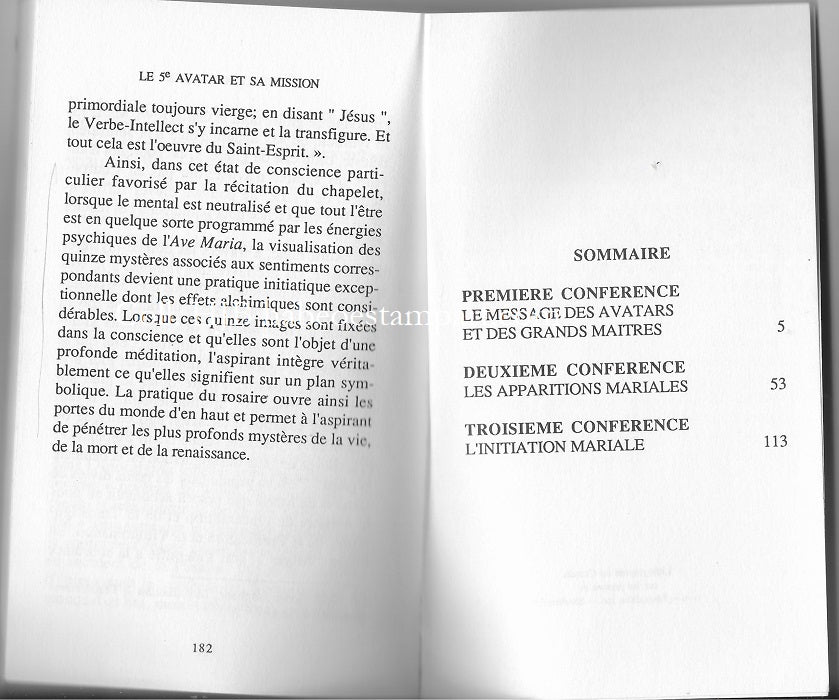 LE 5e AVATAR ET SA MISSION
primordiale toujours vierge; en disant " Jésus ",
le Verbe-Intellect s'y incarne et la transfigure. Et
tout cela est l'oeuvre du Saint-Esprit. ».
Ainsi, dans cet état de conscience parti-
culier favorisé par la récitation du chapelet,
lorsque le mental est neutralisé et que tout l'être
est en quelque sorte programmé par les énergies
psychiques de l'Ave Maria, la visualisation des
quinze mystères associés aux sentiments corres-
pondants devient une pratique initiatique excep-
tionnelle dont les effets alchimiques sont consi-
dérables. Lorsque ces quinze images sont fixées
dans la conscience et qu'elles sont l'objet d'une
profonde méditation, l'aspirant intègre vérita-
blement ce qu'elles signifient sur un plan sym-
bolique. La pratique du rosaire ouvre ainsi les
portes du monde d'en haut et permet à l'aspirant
de pénétrer les plus profonds mystères de la vie,
de la mort et de la renaissance.
182
SOMMAIRE
PREMIERE CONFERENCE
LE MESSAGE DES AVATARS
ET DES GRANDS MAITRES 5
DEUXIEME CONFERENCE
LES APPARITIONS MARIALES 53
TROISIEME CONFERENCE
L'INITIATION MARIALE 113